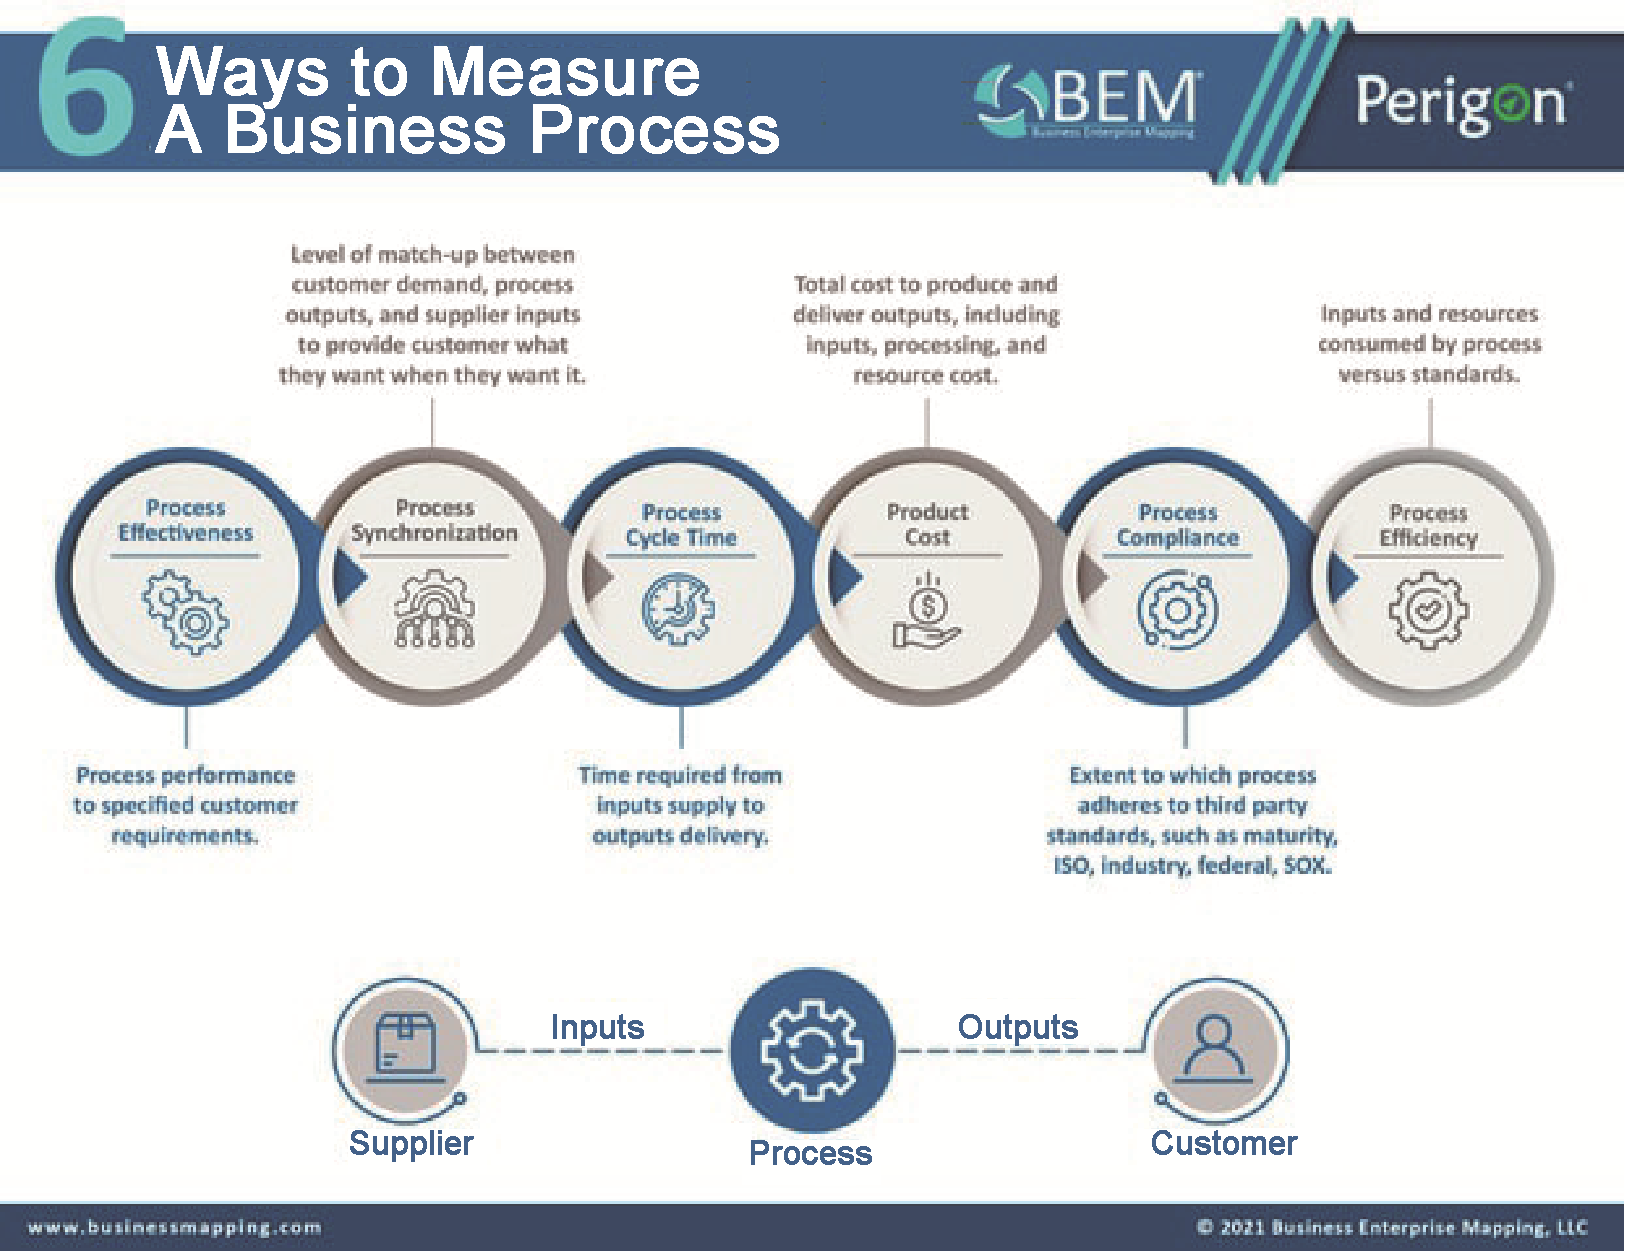 6 Ways to Measure
A Business Process
BEM
Business Enterprise Mapping
Perigon
Level of match-up between
customer demand, process
outputs, and supplier inputs
to provide customer what
they want when they want it.
Total cost to produce and
deliver outputs, including
inputs, processing, and
resource cost.
Inputs and resources
consumed by process
versus standards.
Process
Effectiveness
Process
Synchronization
Process
Cycle Time
Product
Cost
Process
Compliance
Process
Efficiency
Process performance
to specified customer
requirements.
Time required from
inputs supply to
outputs delivery.
Extent to which process
adheres to third party
standards, such as maturity,
ISO, industry, federal, SOX.
Inputs
Outputs
Supplier
Process
Customer
www.businessmapping.com
© 2021 Business Enterprise Mapping, LLC